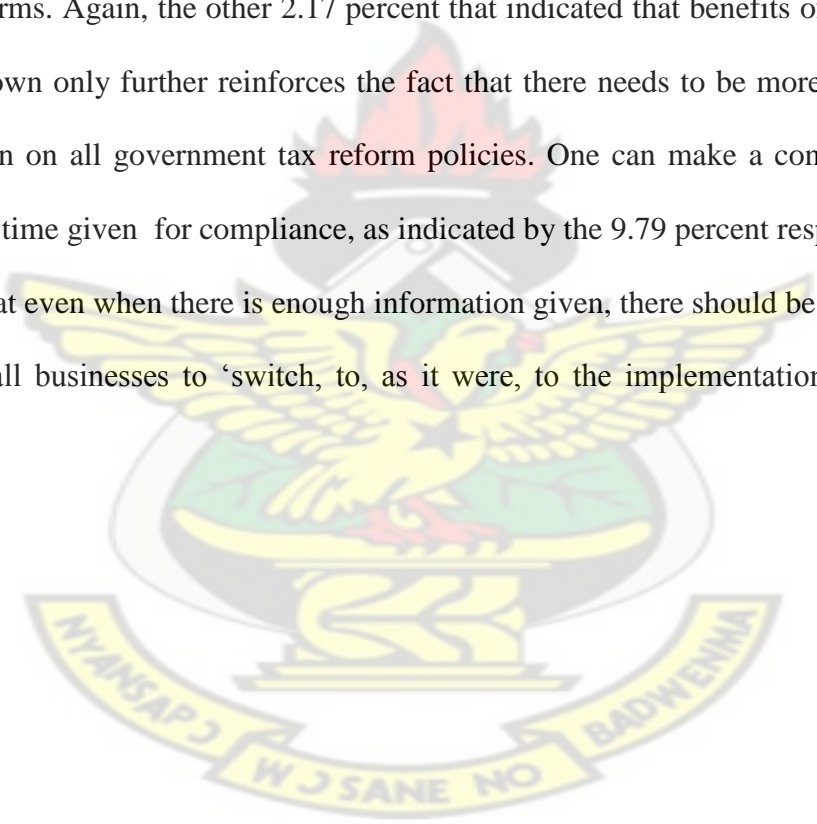 rms. Again, the other 2.17 percent that indicated that benefits o
own only further reinforces the fact that there needs to be more
n on all government tax reform policies. One can make a con
time given for compliance, as indicated by the 9.79 percent resp
at even when there is enough information given, there should be
all businesses to ‘switch, to, as it were, to the implementation
NYANSAPƆ
WƆ SANE NO
BADWENMA